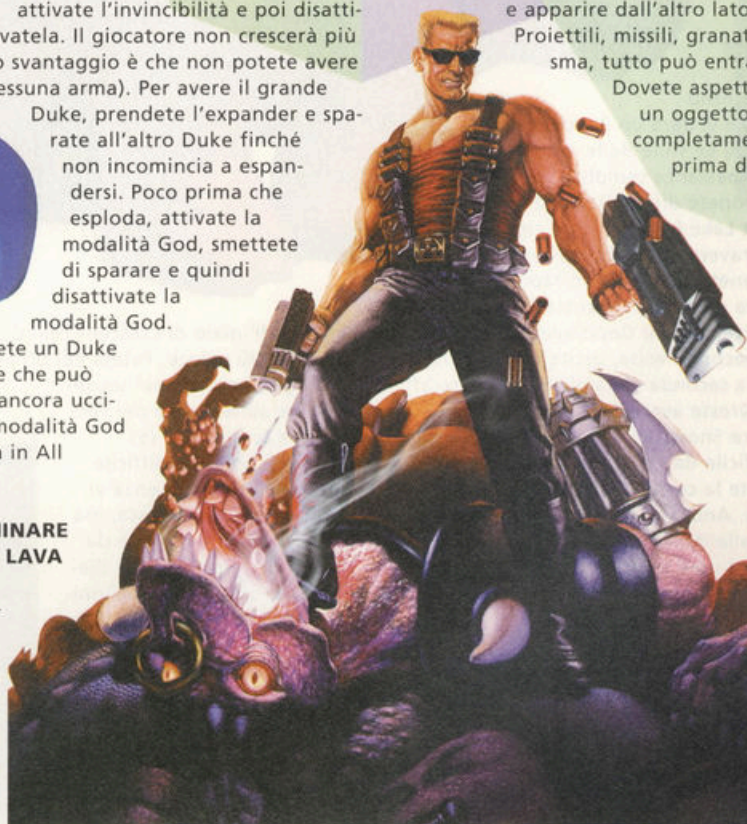 attivate l'invincibilità e poi disatti-
vatela. Il giocatore non crescerà più
o svantaggio è che non potete avere
essuna arma). Per avere il grande
Duke, prendete l'expander e spa-
rate all'altro Duke finché
non incomincia a espan-
dersi. Poco prima che
esploda, attivate la
modalità God, smettete
di sparare e quindi
disattivate la
modalità God.
ete un Duke
e che può
ancora ucci-
modalità God
in All
INARE
LAVA
e apparire dall'altro lato
Proiettili, missili, granat
sma, tutto può entra
Dovete aspett
un oggetto
completame
prima d